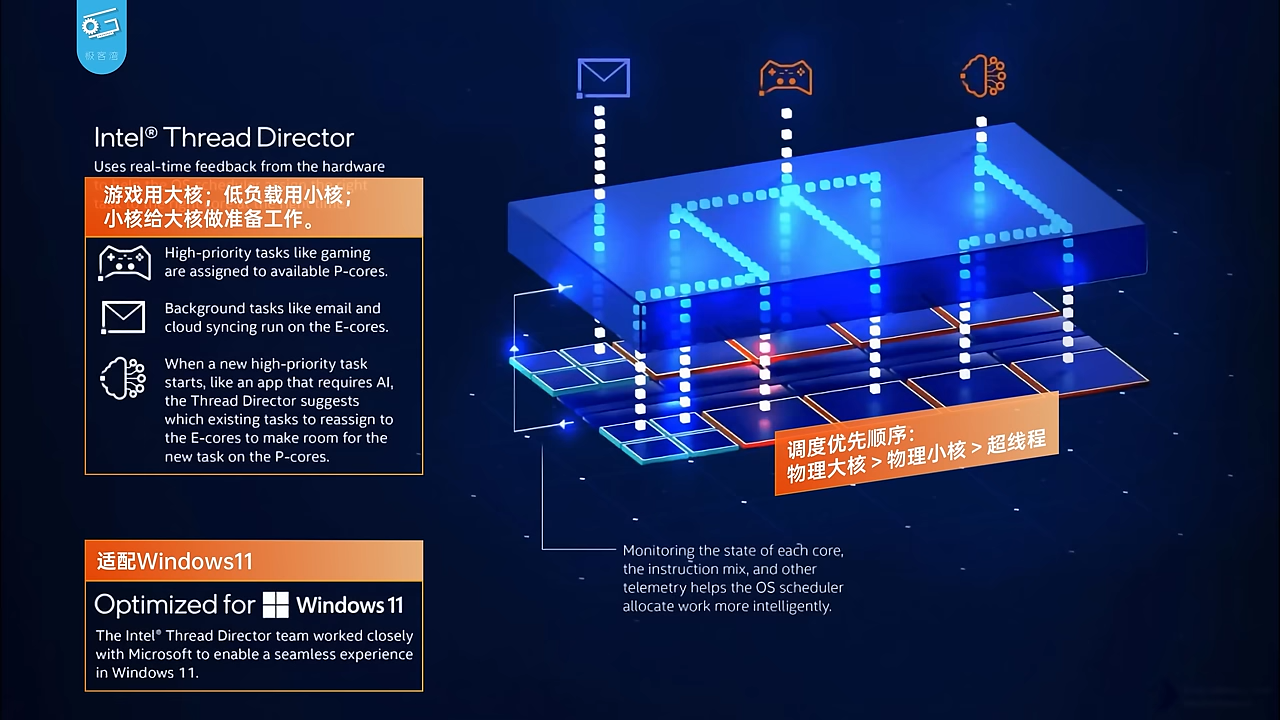 极客湾
Intel® Thread Director
Uses real-time feedback from the hardware
游戏用大核；低负载用小核；
小核给大核做准备工作。
High-priority tasks like gaming
are assigned to available P-cores.
Background tasks like email and
cloud syncing run on the E-cores.
When a new high-priority task
starts, like an app that requires AI,
the Thread Director suggests
which existing tasks to reassign to
the E-cores to make room for the
new task on the P-cores.
适配Windows11
Optimized for Windows 11
The Intel® Thread Director team worked closely
with Microsoft to enable a seamless experience
in Windows 11.
调度优先顺序：
物理大核 > 物理小核 > 超线程
Monitoring the state of each core,
the instruction mix, and other
telemetry helps the OS scheduler
allocate work more intelligently.